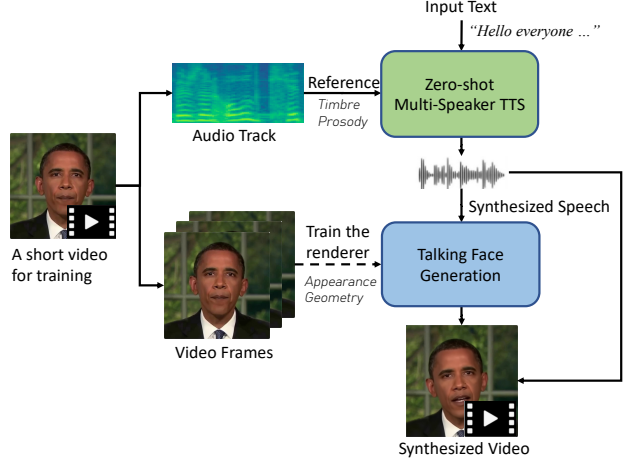 Input Text
“Hello everyone …”
Reference
Timbre
Prosody
Zero-shot
Multi-Speaker TTS
Audio Track
A short video
for training
Synthesized Speech
Train the
renderer
Appearance
Geometry
Talking Face
Generation
Video Frames
Synthesized Video